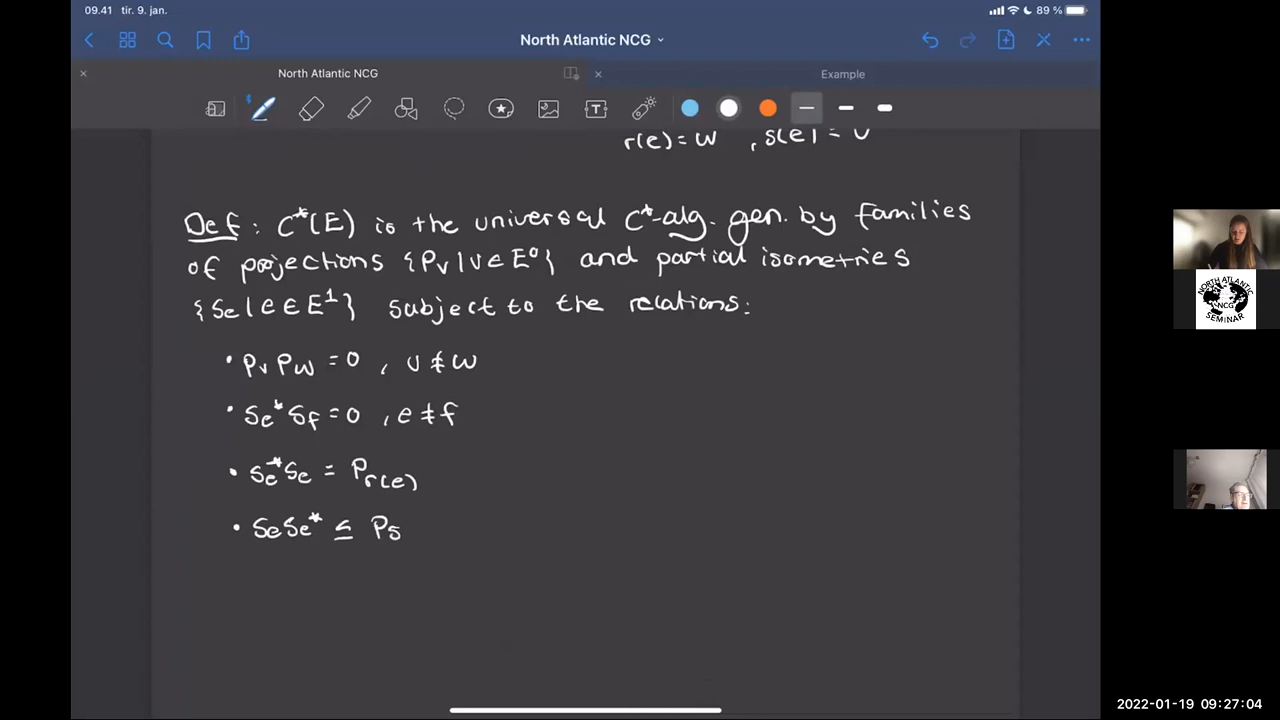 09.41 tir. 9. jan.
89 %
North Atlantic NCG
North Atlantic NCG
Example
r(e) = w , s(e) = v
Def : C*(E) is the universal C*-alg. gen. by families
of projections {Pv | v ∈ E⁰} and partial isometries
{Se | e ∈ E¹} subject to the relations:
• Pv Pw = 0 , v ≠ w
• Se* Sf = 0 , e ≠ f
• Se* Se = Pr(e)
• Se Se* ≤ Ps
NORTH ATLANTIC
NCG
SEMINAR
2022-01-19 09:27:04